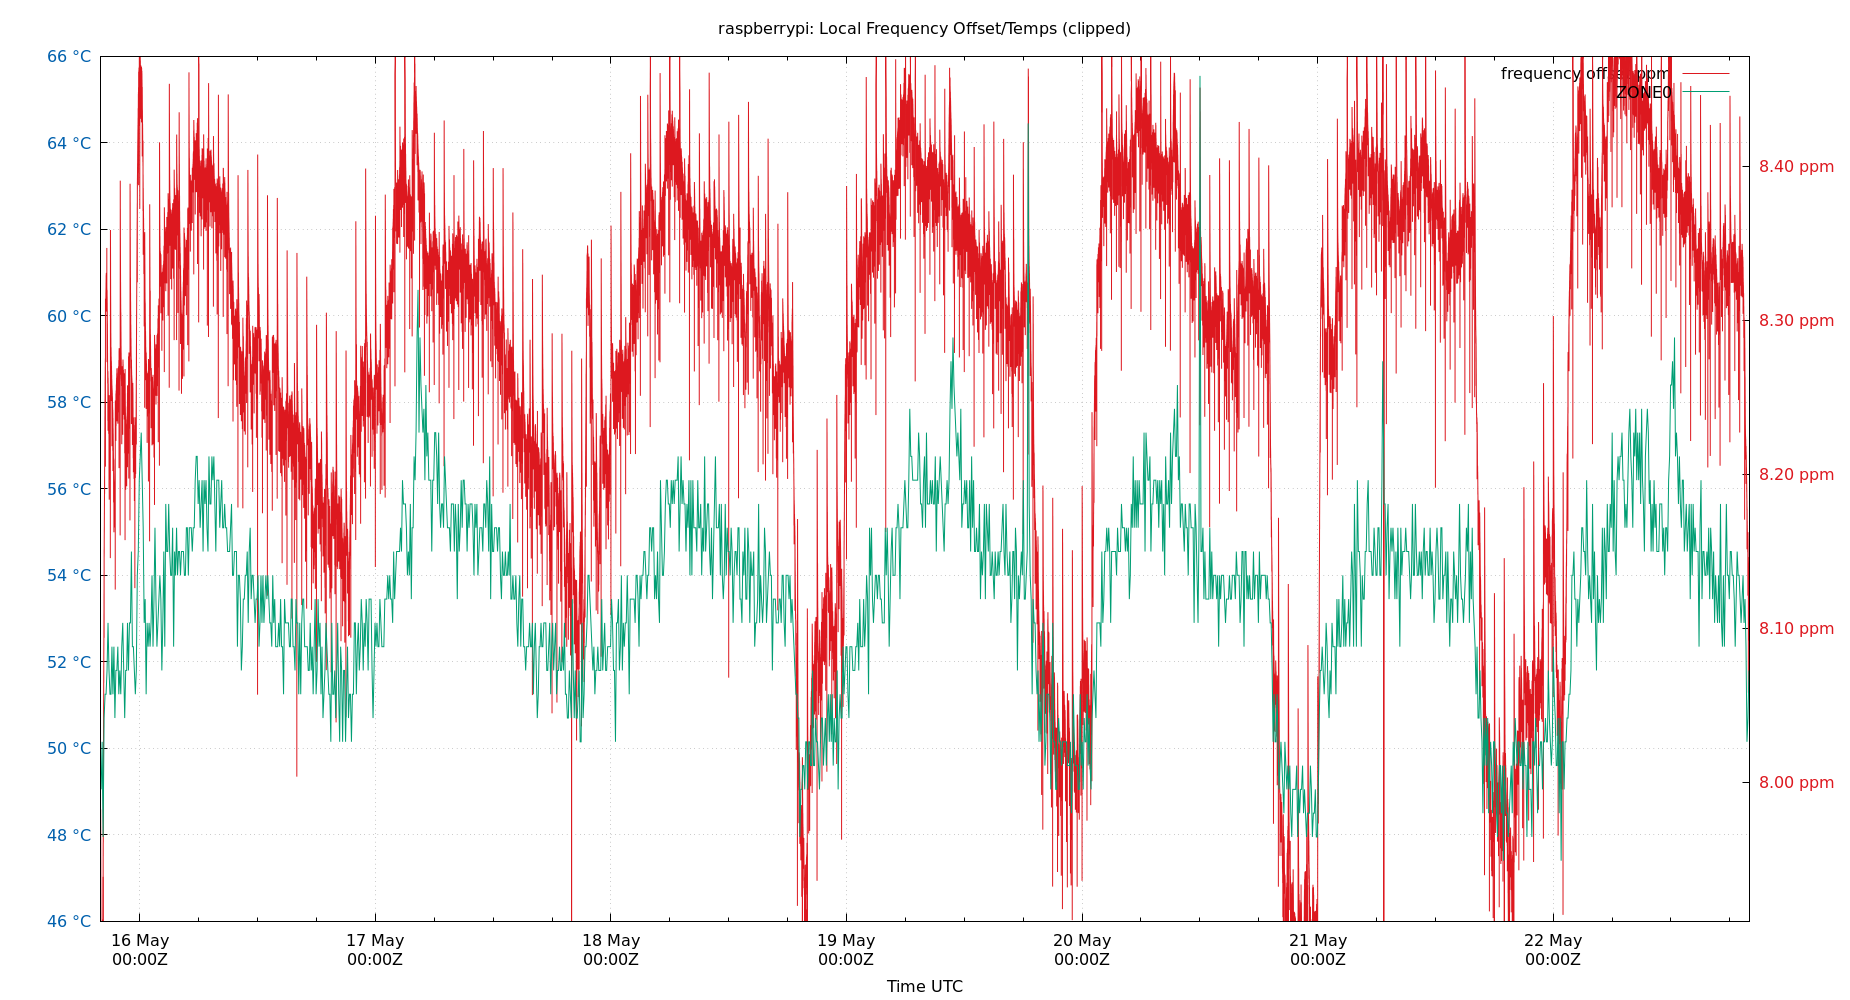 raspberrypi: Local Frequency Offset/Temps (clipped)
66 °C
64 °C
62 °C
60 °C
58 °C
56 °C
54 °C
52 °C
50 °C
48 °C
46 °C
frequency offset ppm
ZONE0
8.40 ppm
8.30 ppm
8.20 ppm
8.10 ppm
8.00 ppm
16 May
00:00Z
17 May
00:00Z
18 May
00:00Z
19 May
00:00Z
20 May
00:00Z
21 May
00:00Z
22 May
00:00Z
Time UTC